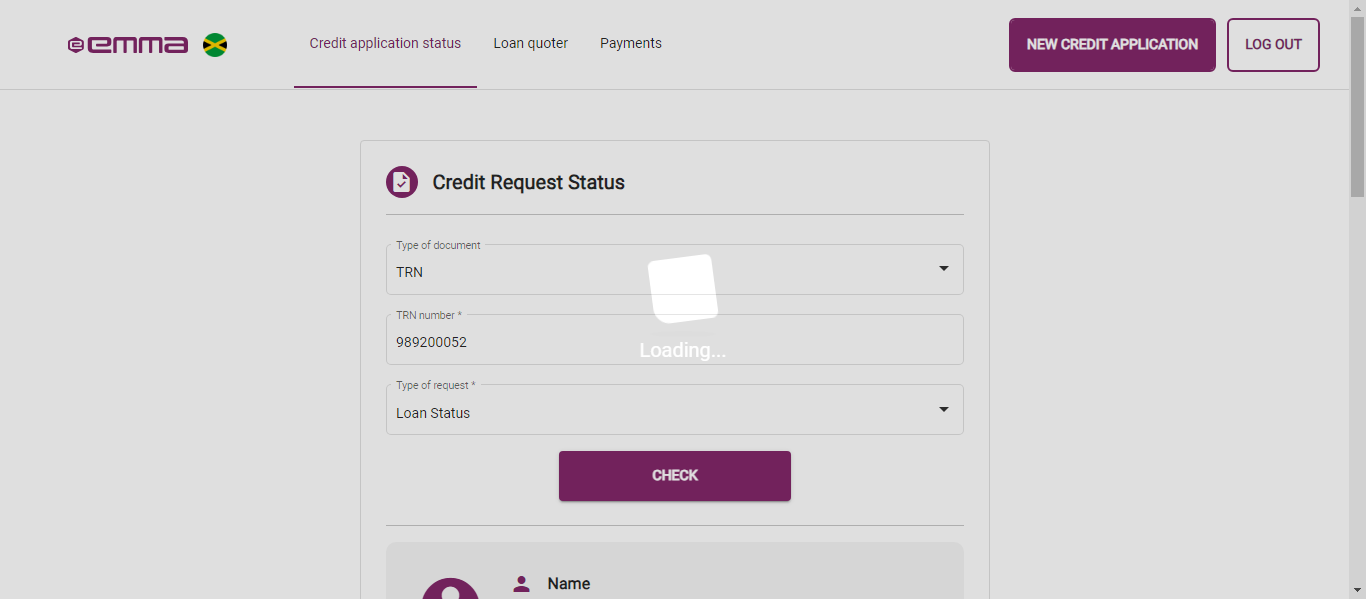 emma
Credit application status
Loan quoter
Payments
NEW CREDIT APPLICATION
LOG OUT
Credit Request Status
Type of document
TRN
TRN number *
989200052
Loading...
Type of request *
Loan Status
CHECK
Name